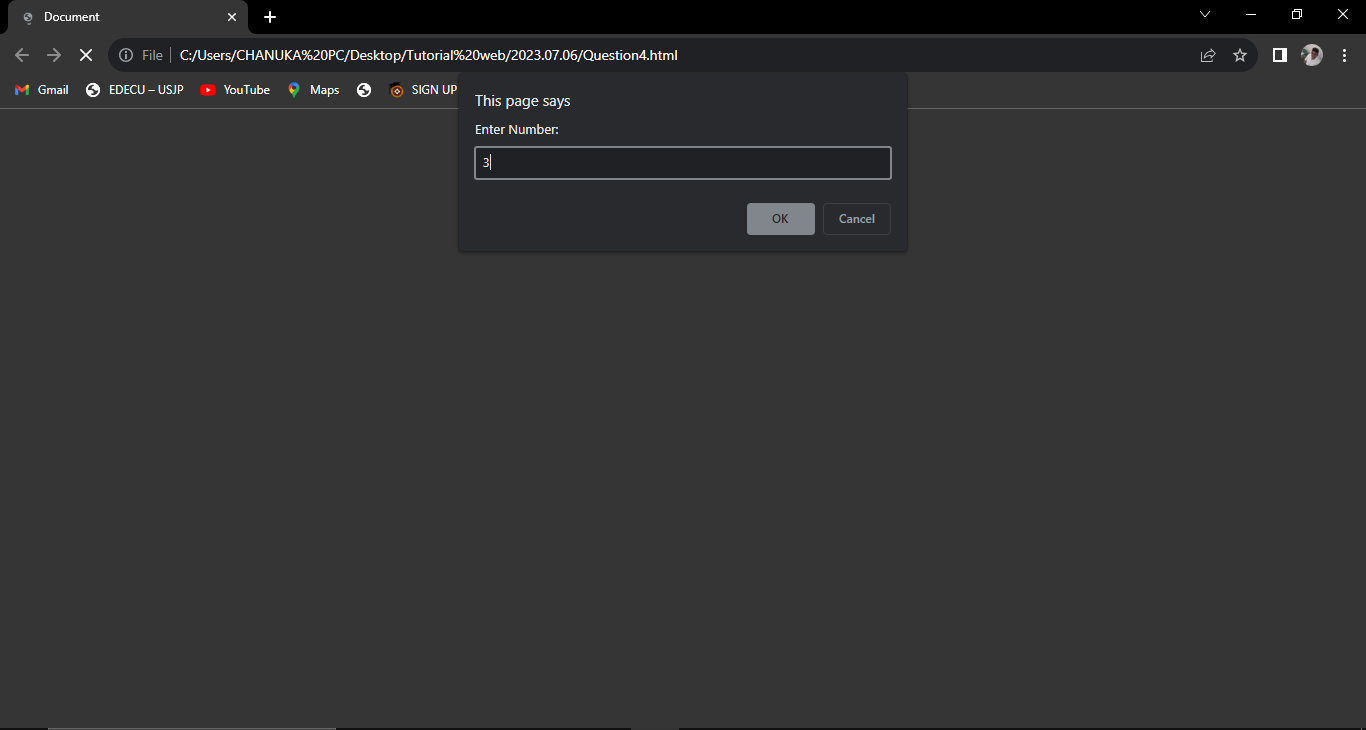 Document
File C:/Users/CHANUKA%20PC/Desktop/Tutorial%20web/2023.07.06/Question4.html
Gmail EDECU – USJP YouTube Maps SIGN UP
This page says
Enter Number:
3
OK Cancel